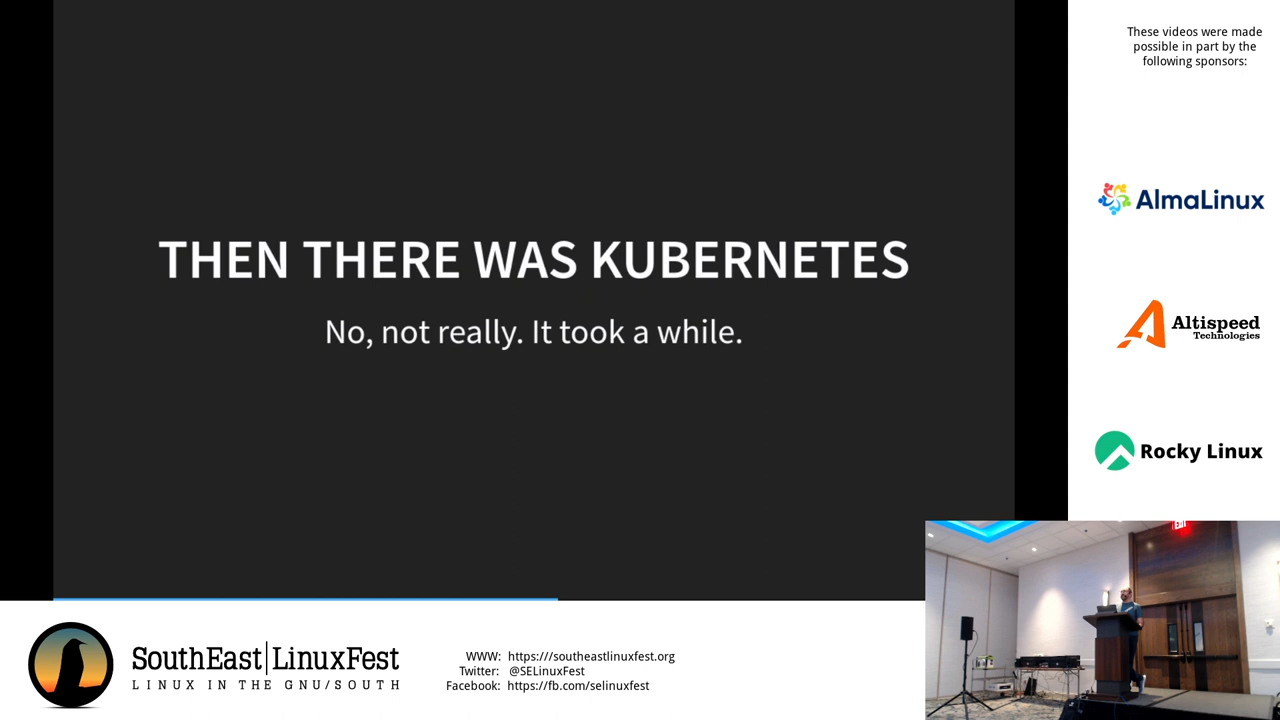 THEN THERE WAS KUBERNETES
No, not really. It took a while.
These videos were made
possible in part by the
following sponsors:
AlmaLinux
Altispeed
Technologies
Rocky Linux
EXIT
SouthEast|LinuxFest
LINUX IN THE GNU/SOUTH
WWW: https:///southeastlinuxfest.org
Twitter: @SELinuxFest
Facebook: https://fb.com/selinuxfest